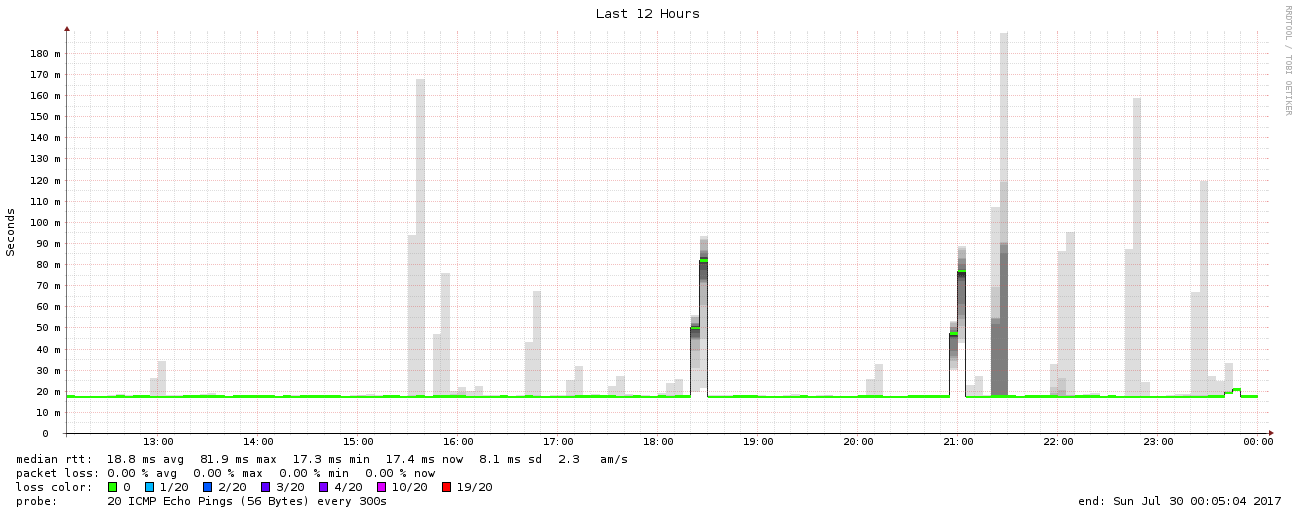 Last 12 Hours
RRDTOOL / TOBI OETIKER
Seconds
180 m
170 m
160 m
150 m
140 m
130 m
120 m
110 m
100 m
90 m
80 m
70 m
60 m
50 m
40 m
30 m
20 m
10 m
0
13:00 14:00 15:00 16:00 17:00 18:00 19:00 20:00 21:00 22:00 23:00 00:00
median rtt: 18.8 ms avg 81.9 ms max 17.3 ms min 17.4 ms now 8.1 ms sd 2.3 am/s
packet loss: 0.00 % avg 0.00 % max 0.00 % min 0.00 % now
loss color: 0 1/20 2/20 3/20 4/20 10/20 19/20
probe: 20 ICMP Echo Pings (56 Bytes) every 300s end: Sun Jul 30 00:05:04 2017